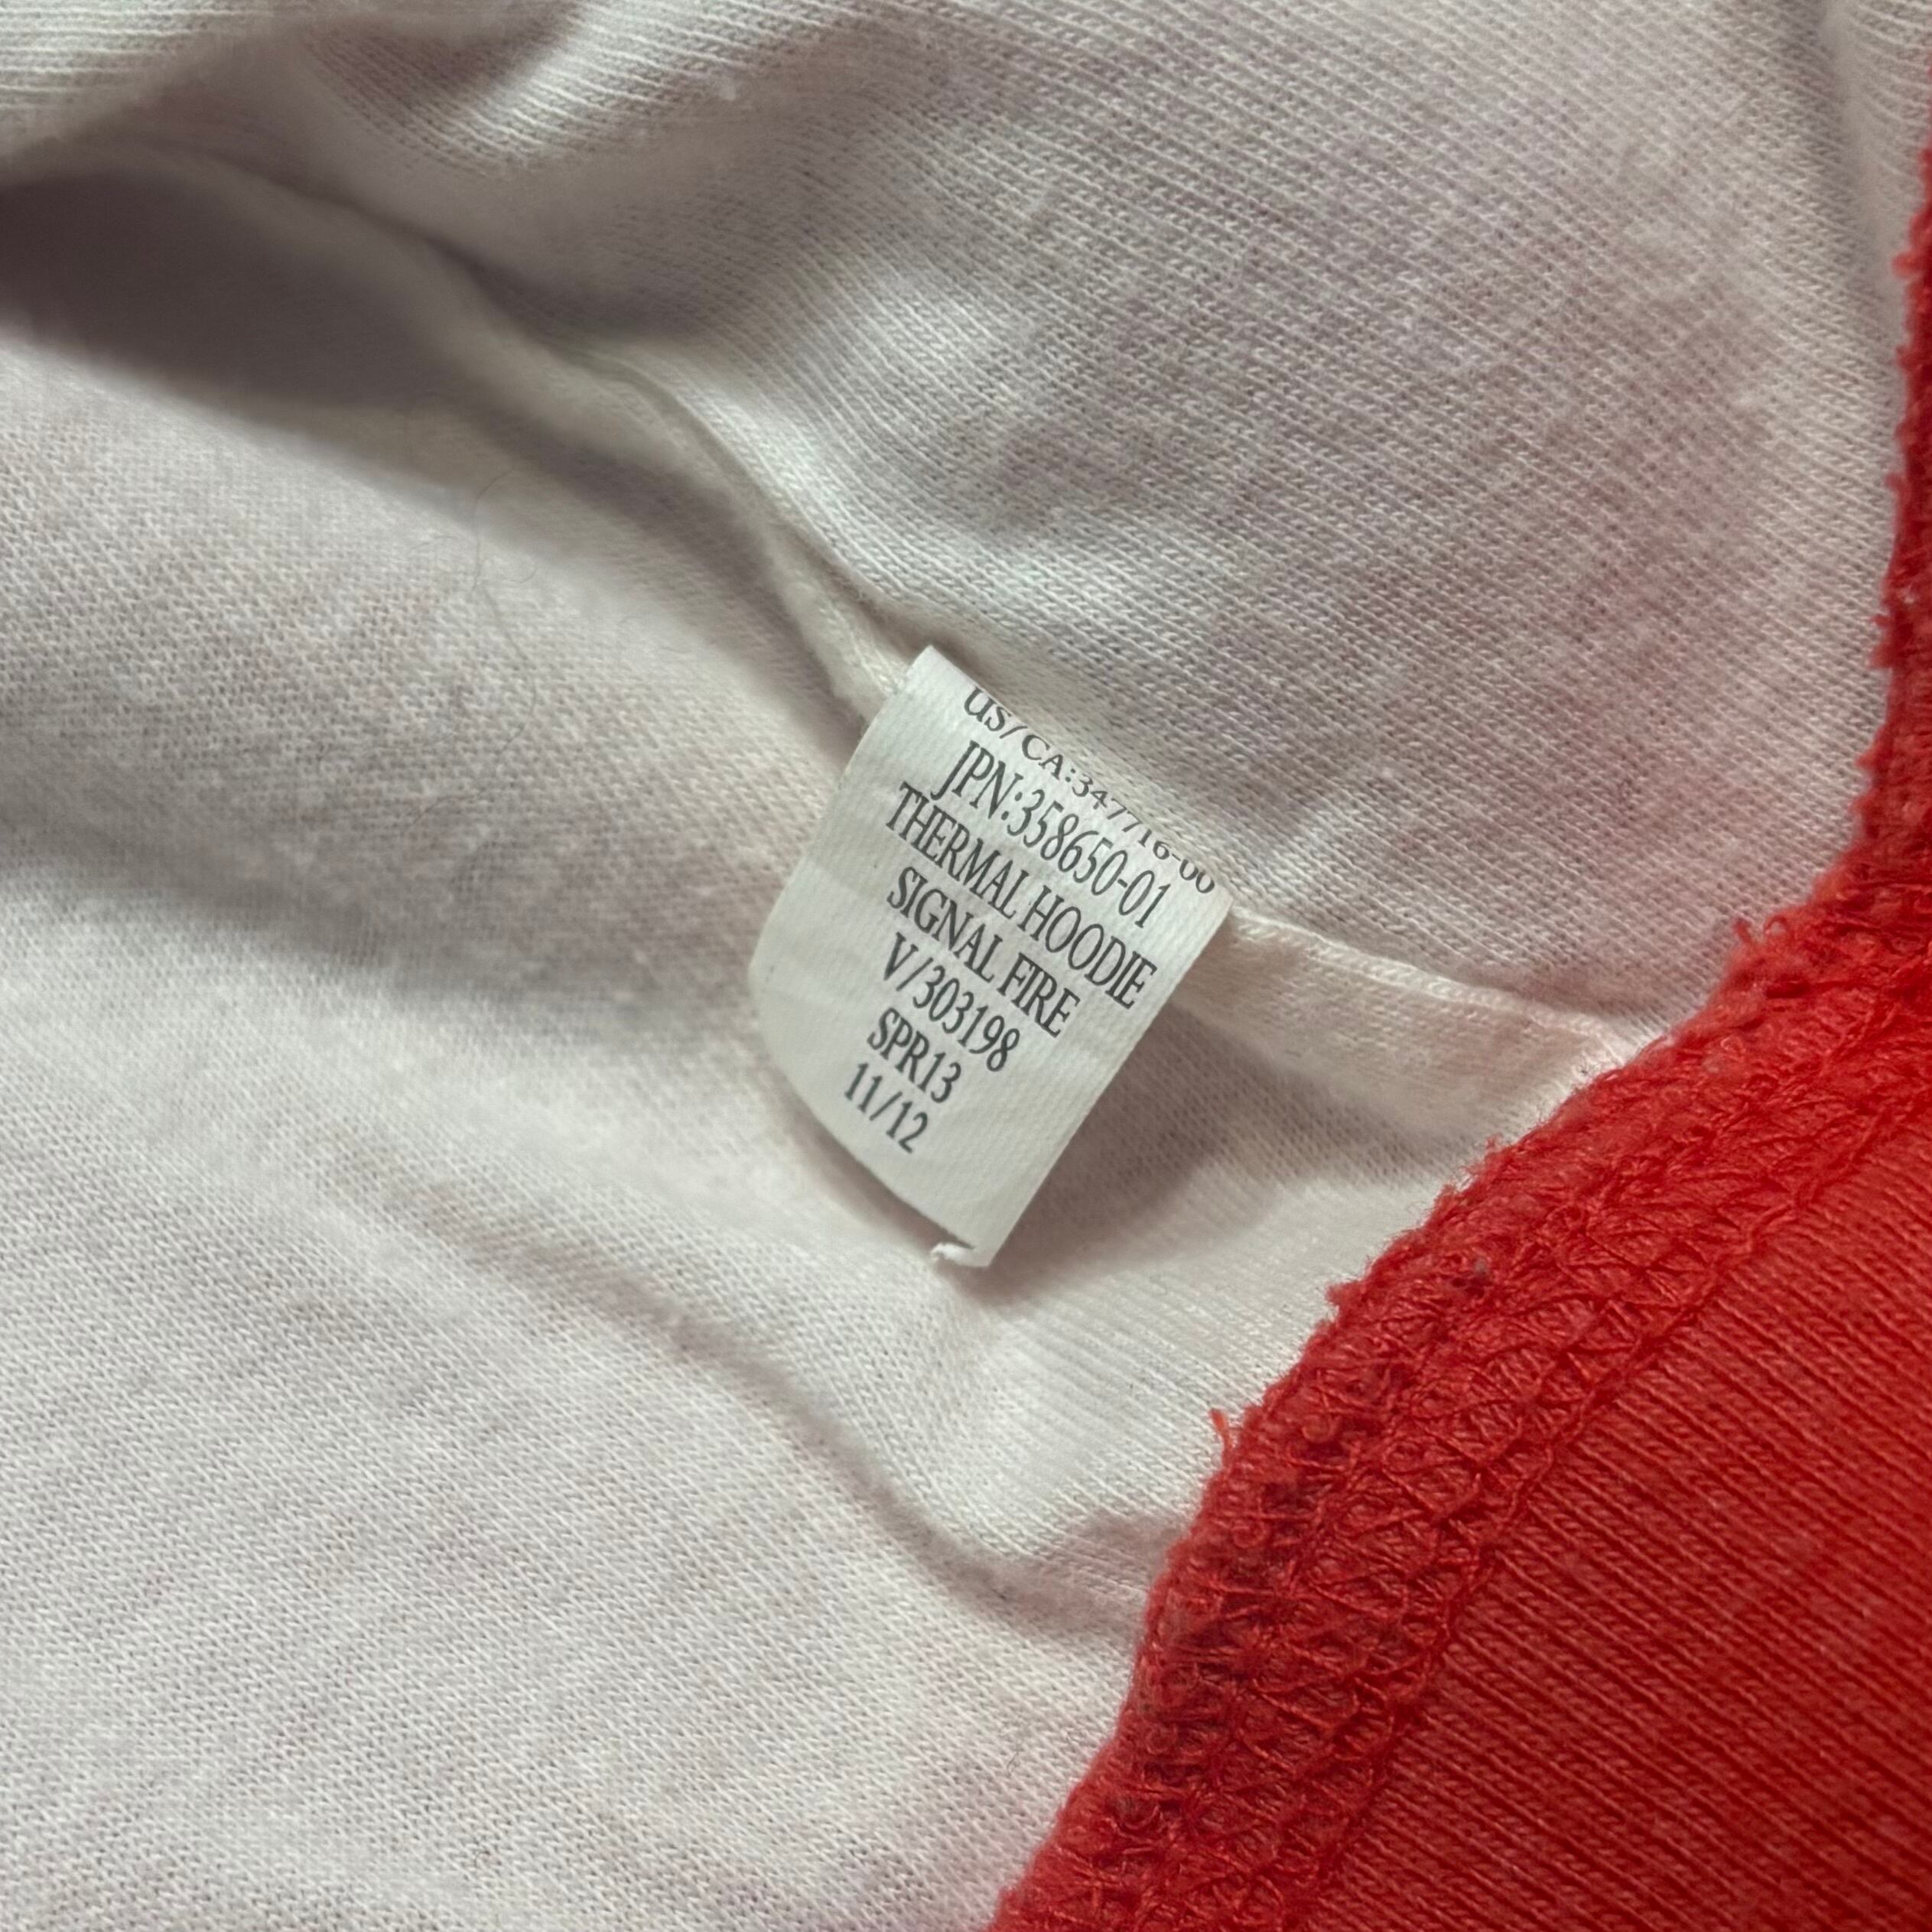 US/CA:347716-00
JPN:358650-01
THERMAL HOODIE
SIGNAL FIRE
V/303198
SPR13
11/12